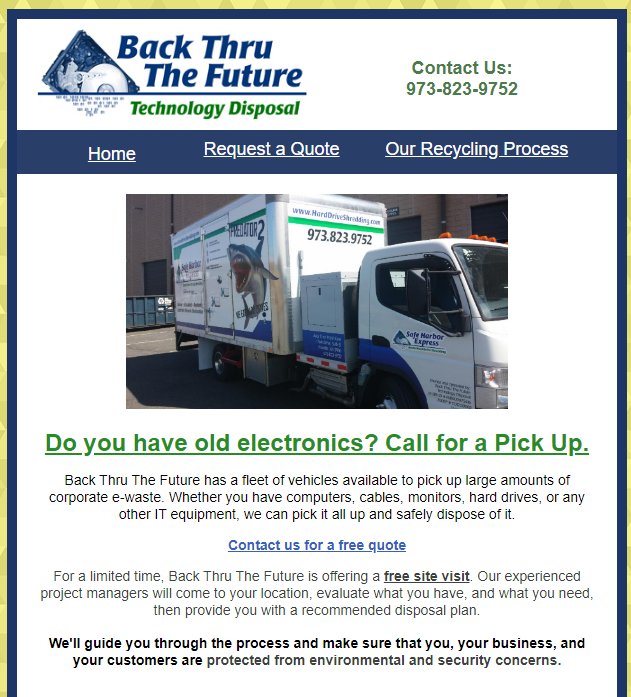 Back Thru
The Future
Technology Disposal
Contact Us:
973-823-9752
Home
Request a Quote
Our Recycling Process
www.HardDriveShredding.com
973.823.9752
PREDATOR 2
Safe Harbor
Express
Do you have old electronics? Call for a Pick Up.
Back Thru The Future has a fleet of vehicles available to pick up large amounts of
corporate e-waste. Whether you have computers, cables, monitors, hard drives, or any
other IT equipment, we can pick it all up and safely dispose of it.
Contact us for a free quote
For a limited time, Back Thru The Future is offering a free site visit. Our experienced
project managers will come to your location, evaluate what you have, and what you need,
then provide you with a recommended disposal plan.
We'll guide you through the process and make sure that you, your business, and
your customers are protected from environmental and security concerns.